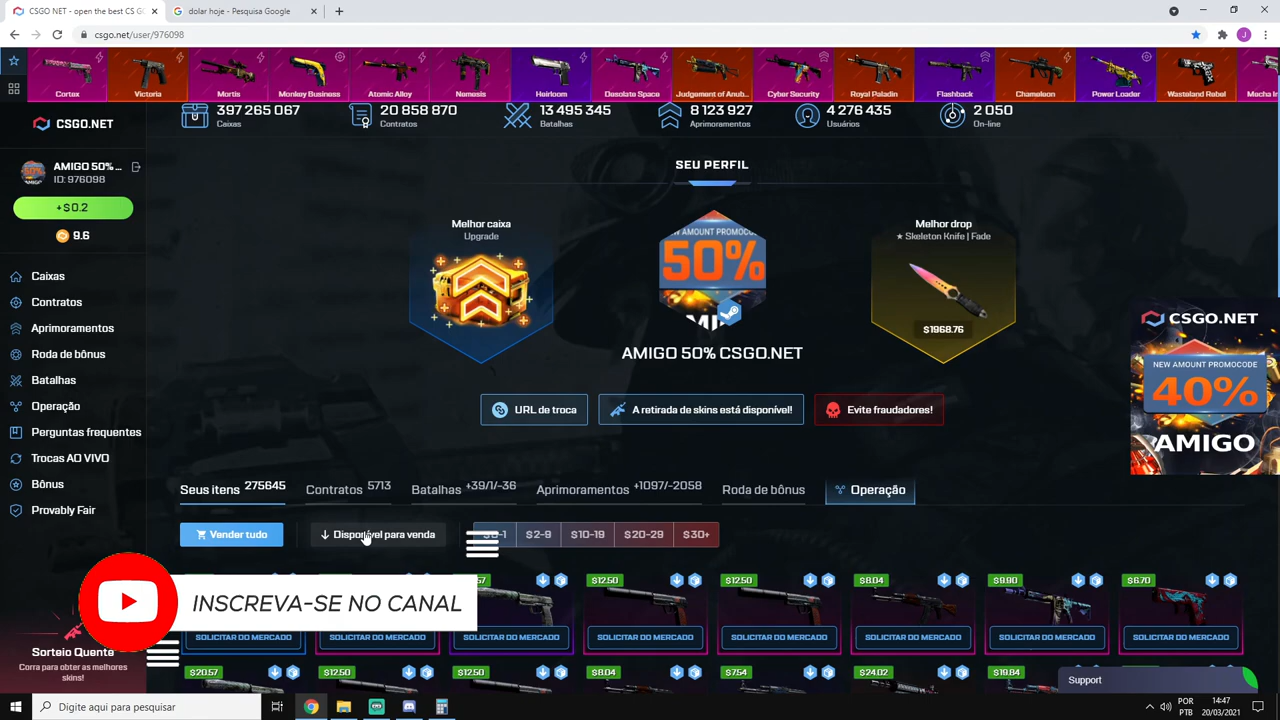 CSGO NET - open the best CS GO
dolar hoje - Pesquisa Google
csgo.net/user/976098
Cortex
Victoria
Mortis
Monkey Business
Atomic Alloy
Nemesis
Heirloom
Desolate Space
Judgement of Anub...
Cyber Security
Royal Paladin
Flashback
Chameleon
Power Loader
Wasteland Rebel
Mecha In
397 265 067
Caixas
20 858 870
Contratos
13 495 345
Batalhas
8 123 927
Aprimoramentos
4 276 435
Usuários
2 050
On-line
CSGO.NET
AMIGO 50% ...
ID: 976098
+$0.2
9.6
Caixas
Contratos
Aprimoramentos
Roda de bônus
Batalhas
Operação
Perguntas frequentes
Trocas AO VIVO
Bônus
Provably Fair
Sorteio Quente
Corra para obter as melhores
skins!
SEU PERFIL
Melhor caixa
Upgrade
NEW AMOUNT PROMOCODE
50%
AMIGO 50% CSGO.NET
Melhor drop
★ Skeleton Knife | Fade
$1968.76
URL de troca
A retirada de skins está disponível!
Evite fraudadores!
CSGO.NET
NEW AMOUNT PROMOCODE
40%
AMIGO
Seus itens 275645
Contratos 5713
Batalhas +39/1/-36
Aprimoramentos +1097/-2058
Roda de bônus
Operação
Vender tudo
Disponível para venda
$2-9
$10-19
$20-29
$30+
$12.50
$12.50
$8.04
$9.90
$6.70
INSCREVA-SE NO CANAL
SOLICITAR DO MERCADO
SOLICITAR DO MERCADO
SOLICITAR DO MERCADO
SOLICITAR DO MERCADO
SOLICITAR DO MERCADO
SOLICITAR DO MERCADO
SOLICITAR DO MERCADO
SOLICITAR DO MERCADO
$20.57
$12.50
$12.50
$8.04
$7.54
$24.02
$19.84
Support
Digite aqui para pesquisar
POR
PTB
14:47
20/03/2021